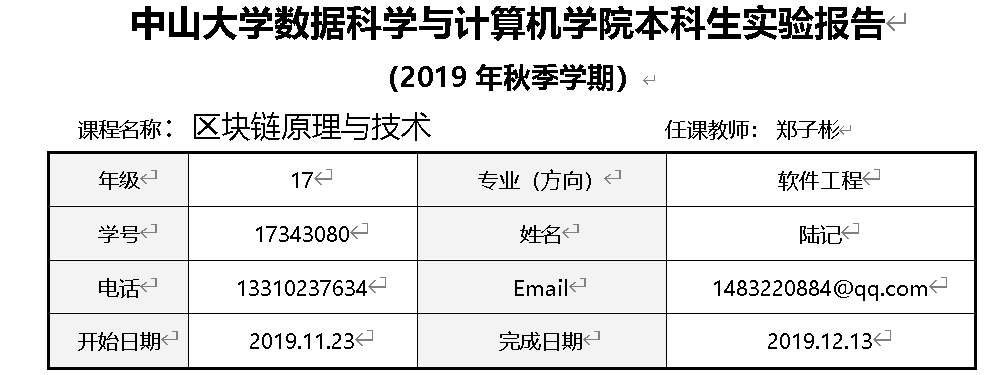 中山大学数据科学与计算机学院本科生实验报告
（2019 年秋季学期）
课程名称：区块链原理与技术 任课教师：郑子彬
年级 17 专业（方向） 软件工程
学号 17343080 姓名 陆记
电话 13310237634 Email 1483220884@qq.com
开始日期 2019.11.23 完成日期 2019.12.13